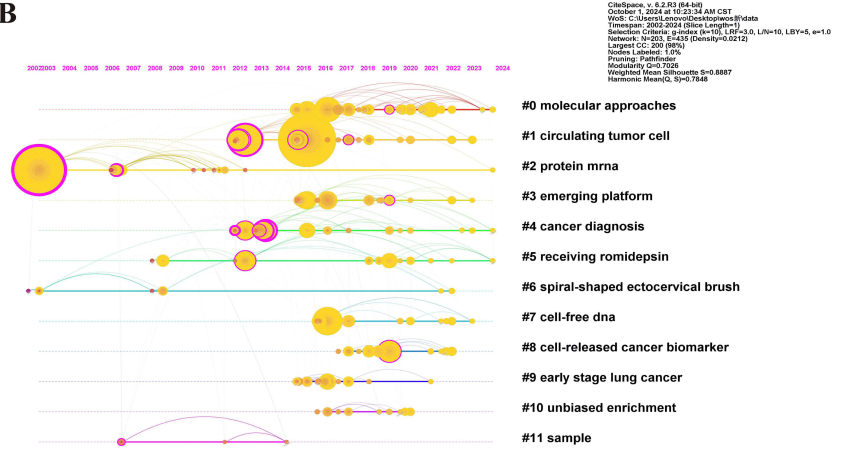 B
CiteSpace, v. 6.2.R3 (64-bit)
October 1, 2024 at 10:23:34 AM CST
WoS: C:\Users\Lenovo\Desktop\wos\data
Timespan: 2002-2024 (Slice Length=1)
Selection Criteria: g-index (k=10), LRF=3.0, L/N=10, LBY=5, e=1.0
Network: N=203, E=435 (Density=0.0212)
Largest CC: 200 (98%)
Nodes Labeled: 1.0%
Pruning: Pathfinder
Modularity Q=0.7026
Weighted Mean Silhouette S=0.8887
Harmonic Mean(Q, S)=0.7848
2002 2003 2004 2005 2006 2007 2008 2009 2010 2011 2012 2013 2014 2015 2016 2017 2018 2019 2020 2021 2022 2023 2024
#0 molecular approaches
#1 circulating tumor cell
#2 protein mrna
#3 emerging platform
#4 cancer diagnosis
#5 receiving romidepsin
#6 spiral-shaped ectocervical brush
#7 cell-free dna
#8 cell-released cancer biomarker
#9 early stage lung cancer
#10 unbiased enrichment
#11 sample